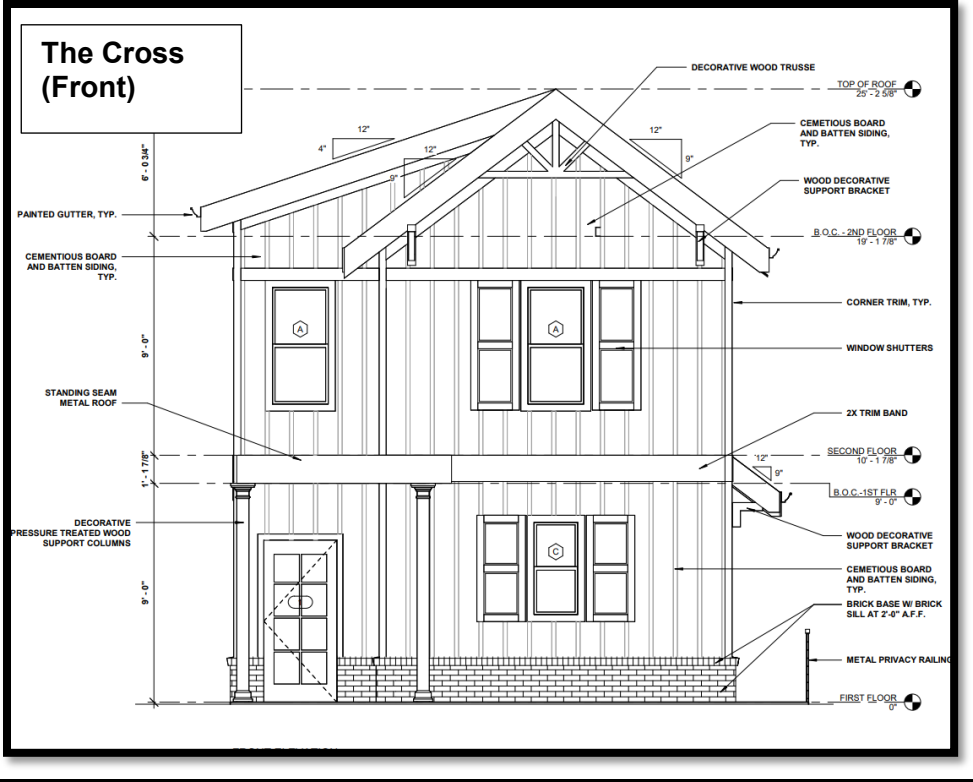 The Cross
(Front)
DECORATIVE WOOD TRUSSE
TOP OF ROOF
25' - 2 5/8"
12"
4"
12"
9"
12"
9"
CEMETIOUS BOARD
AND BATTEN SIDING,
TYP.
6' - 0 3/4"
WOOD DECORATIVE
SUPPORT BRACKET
PAINTED GUTTER, TYP.
B.O.C. - 2ND FLOOR
19' - 1 7/8"
CEMENTIOUS BOARD
AND BATTEN SIDING,
TYP.
CORNER TRIM, TYP.
A
A
9' - 0"
WINDOW SHUTTERS
STANDING SEAM
METAL ROOF
2X TRIM BAND
SECOND FLOOR
10' - 1 7/8"
12"
9"
1' - 1 7/8"
B.O.C.-1ST FLR
9' - 0"
DECORATIVE
PRESSURE TREATED WOOD
SUPPORT COLUMNS
WOOD DECORATIVE
SUPPORT BRACKET
C
CEMETIOUS BOARD
AND BATTEN SIDING,
TYP.
9' - 0"
BRICK BASE W/ BRICK
SILL AT 2'-0" A.F.F.
METAL PRIVACY RAILING
FIRST FLOOR
0"